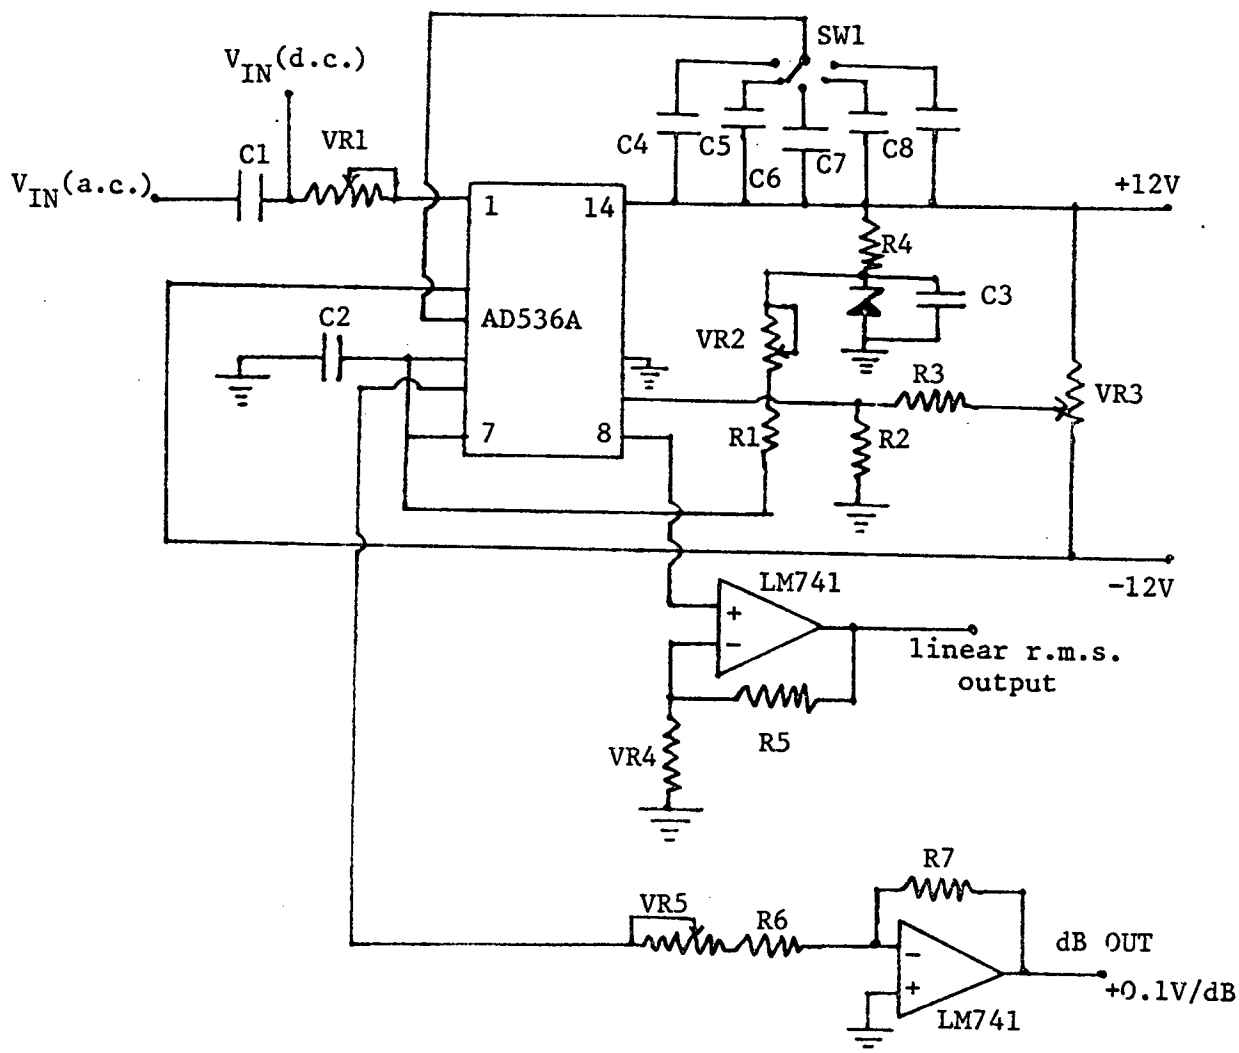 SW1
V_IN(d.c.)
VR1
C1
V_IN(a.c.)
C4
C5
C6
C7
C8
+12V
1
14
R4
C3
C2
AD536A
VR2
R3
VR3
7
8
R1
R2
-12V
LM741
+
-
linear r.m.s.
output
R5
VR4
R7
VR5
R6
dB OUT
-
+
+0.1V/dB
LM741